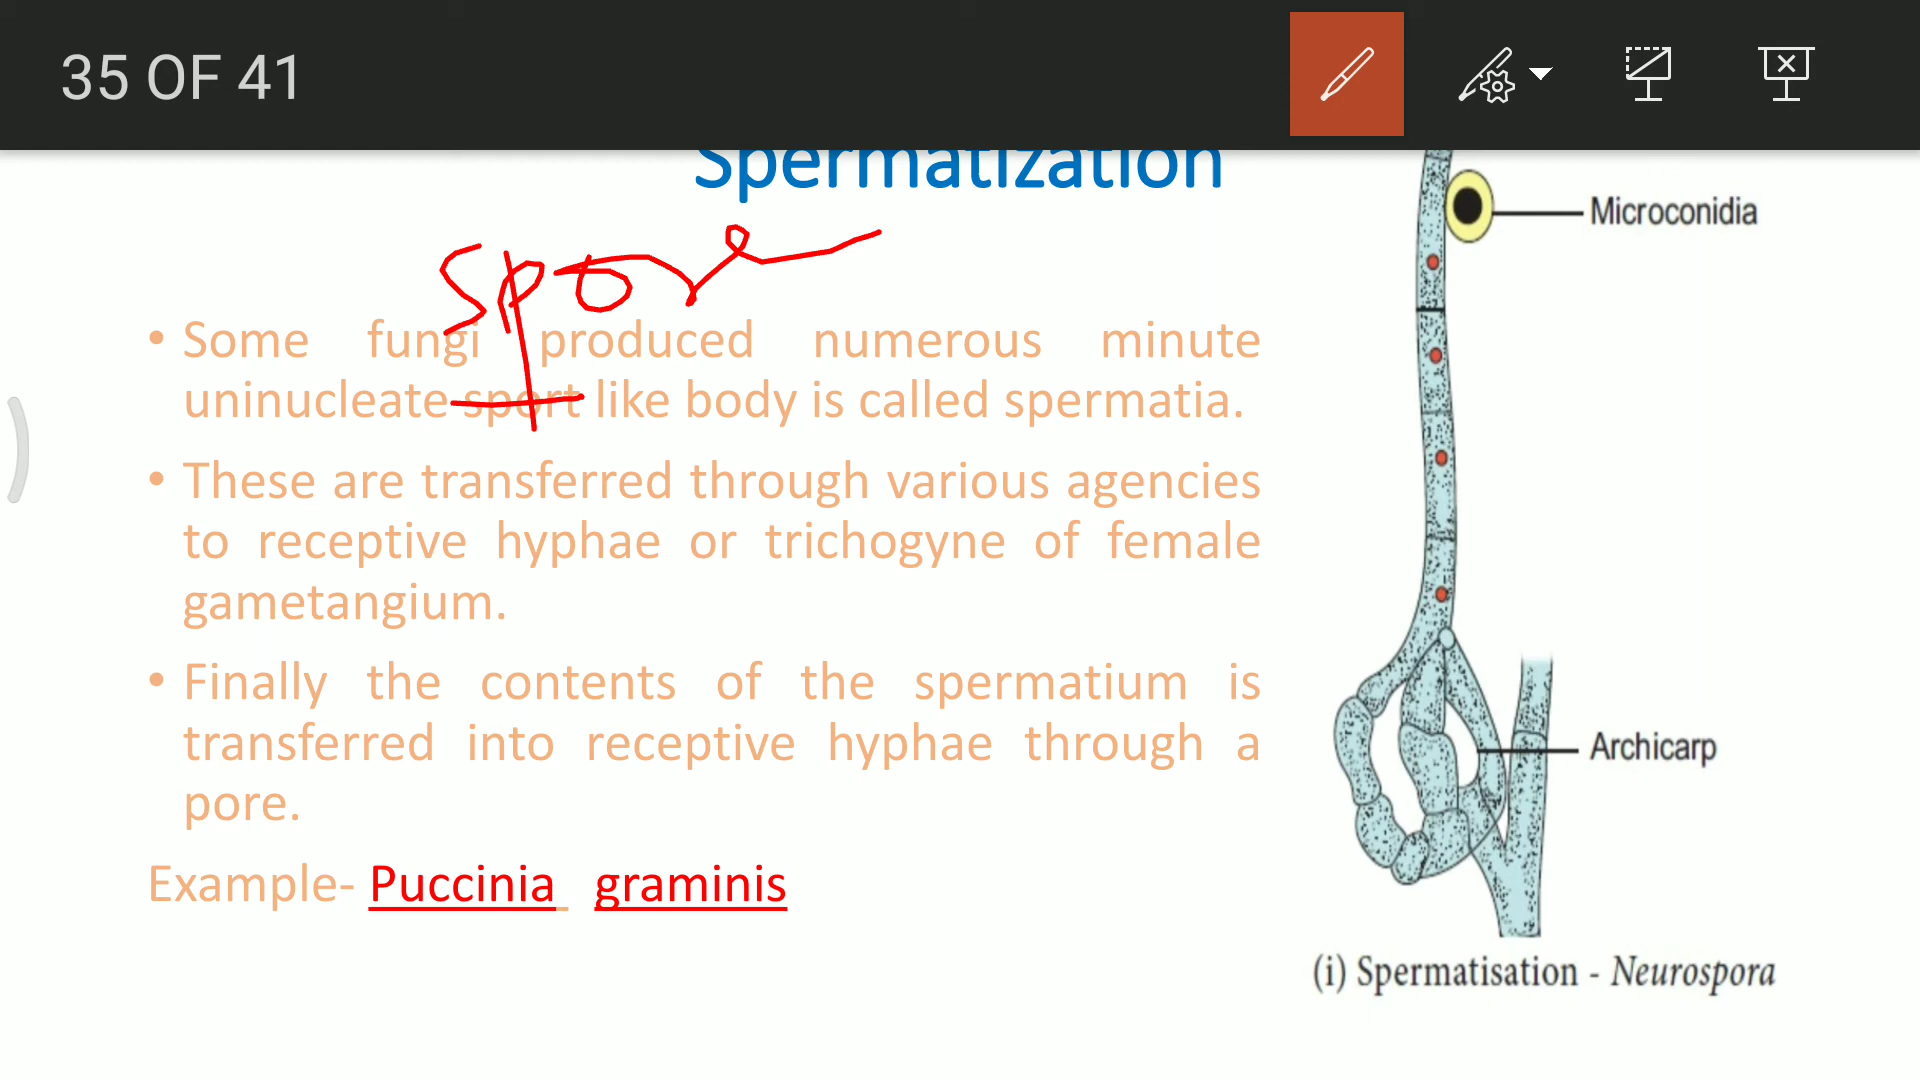 35 OF 41
Spermatization
Spore
• Some fungi produced numerous minute
uninucleate sport like body is called spermatia.
• These are transferred through various agencies
to receptive hyphae or trichogyne of female
gametangium.
• Finally the contents of the spermatium is
transferred into receptive hyphae through a
pore.
Example- Puccinia graminis
Microconidia
Archicarp
(i) Spermatisation - Neurospora